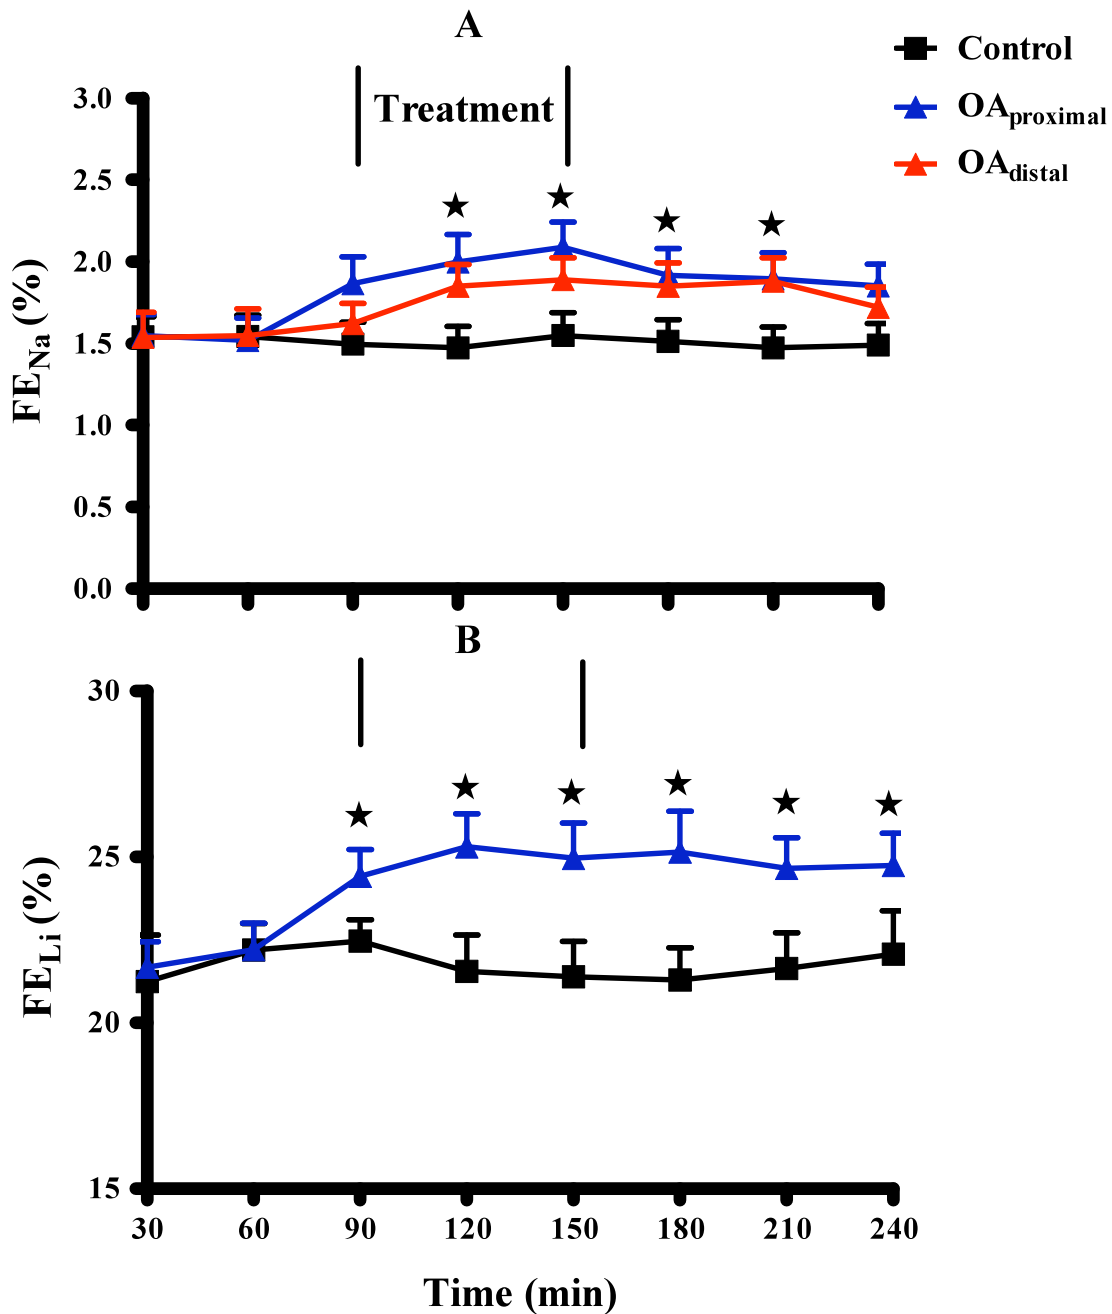 A
Control
OAproximal
OAdistal
Treatment
3.0
2.5
2.0
1.5
1.0
0.5
0.0
FENa (%)
B
30
25
20
15
FELi (%)
30 60 90 120 150 180 210 240
Time (min)